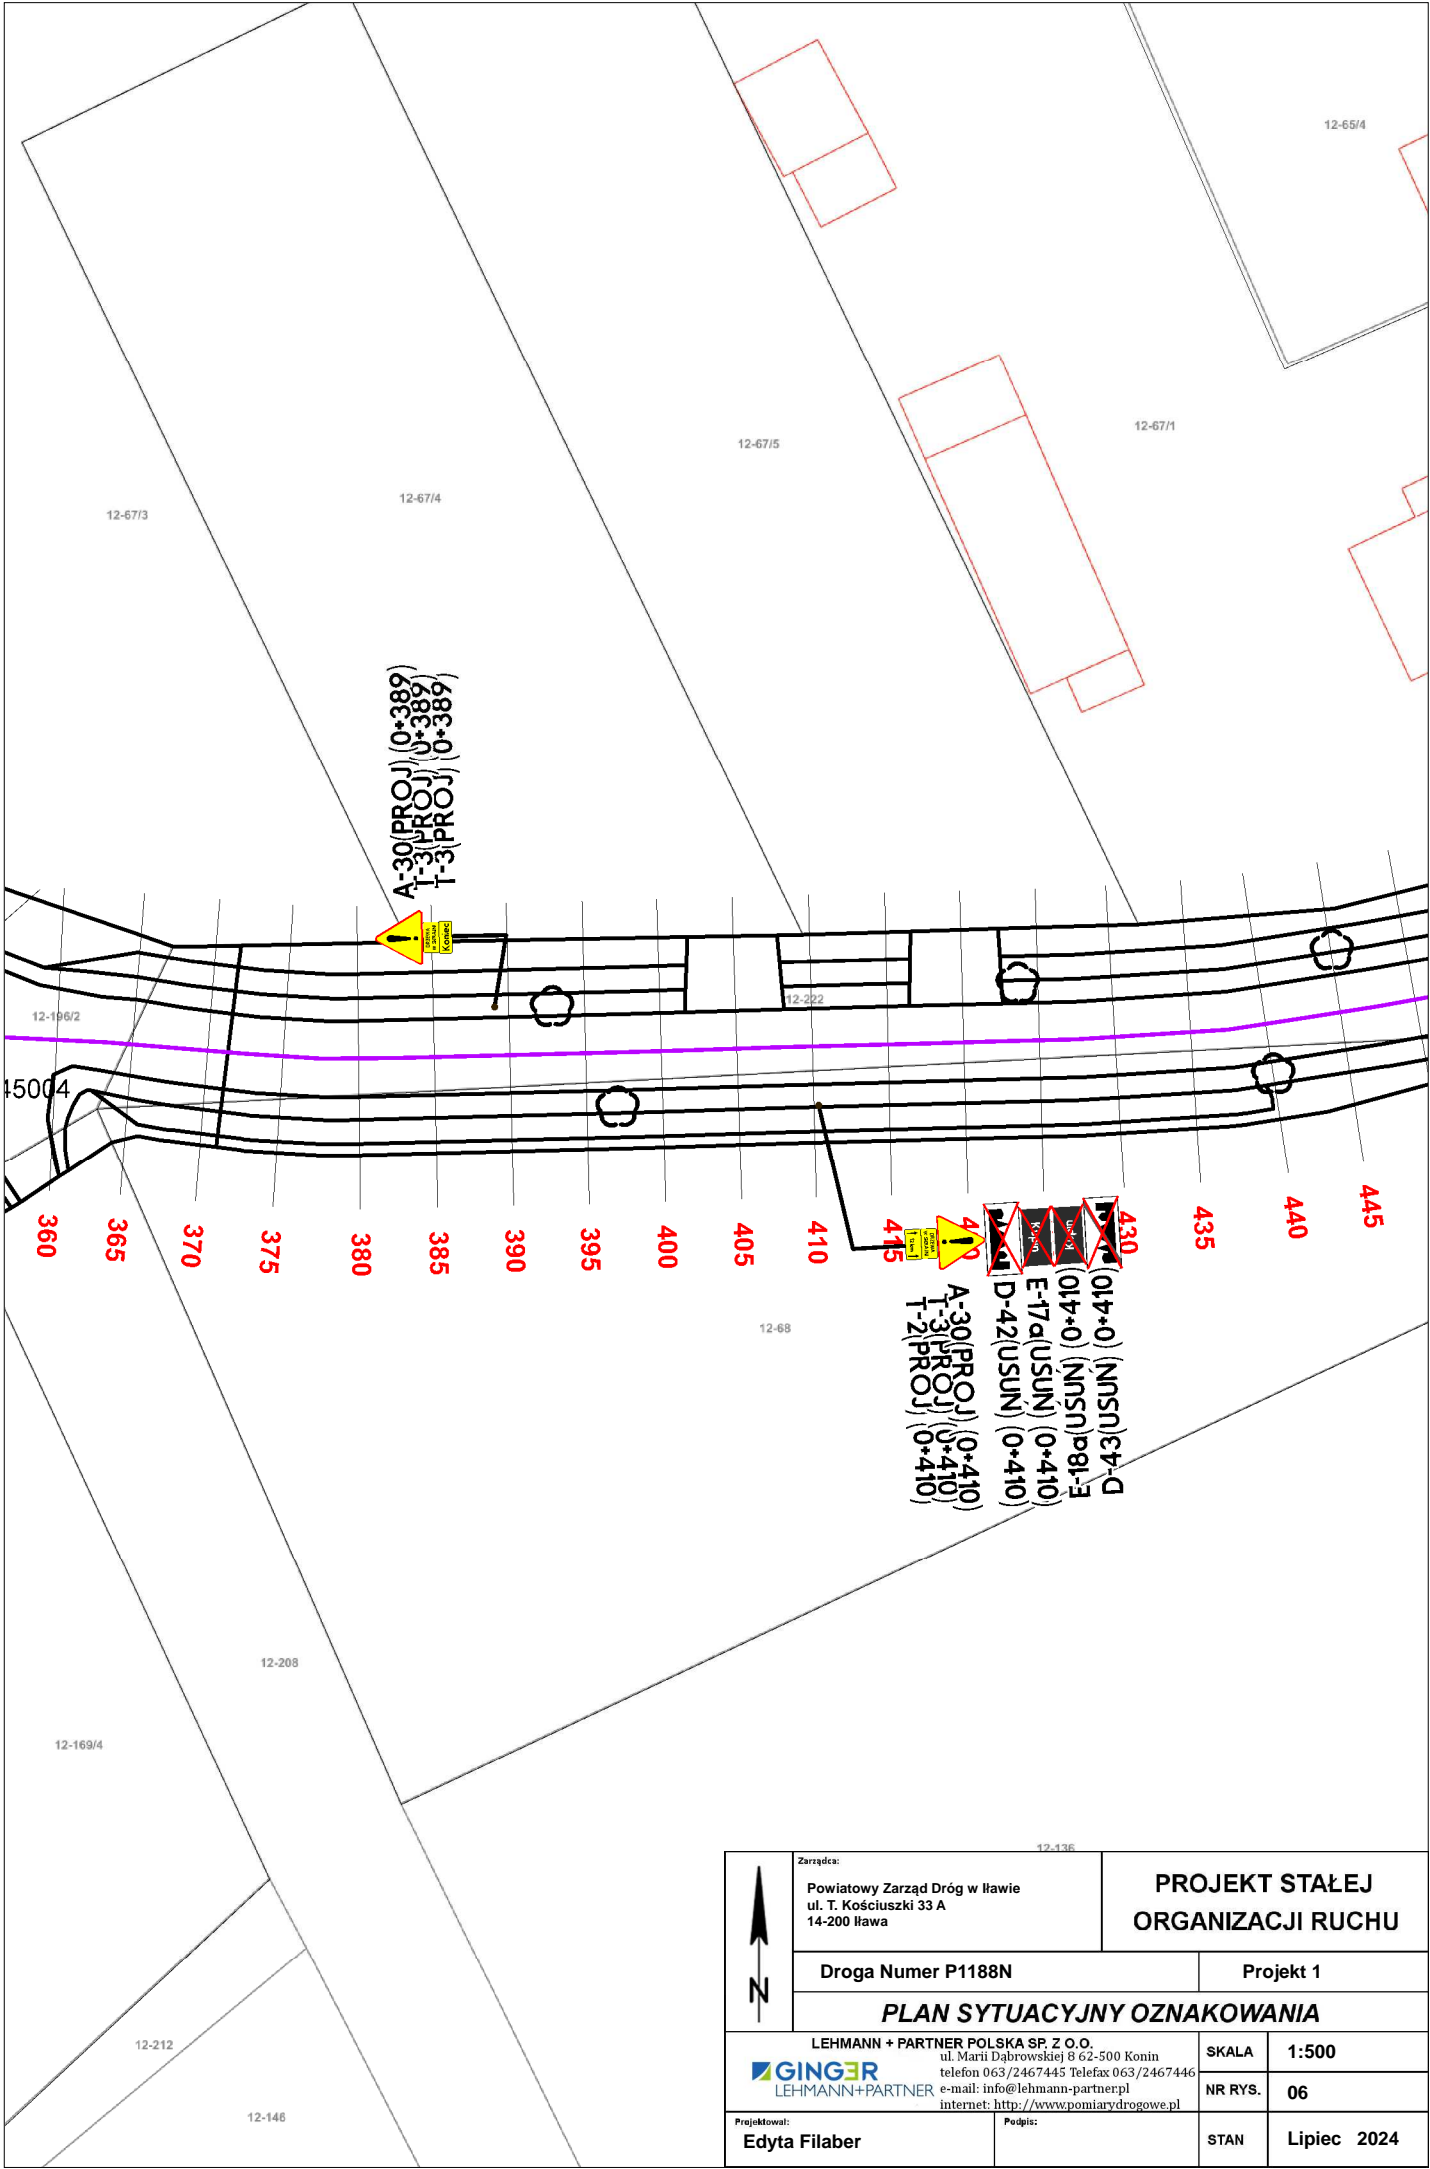 12-65/4
12-67/1
12-67/5
12-67/4
12-67/3
A-30(PROJ) (0+389)
T-3(PROJ) (0+389)
T-3(PROJ) (0+389)
Koniec
12-222
12-196/2
45004
360
365
370
375
380
385
390
395
400
405
410
415
430
435
440
445
D-43(USUN) (0+410)
E-18a(USUN) (0+410)
E-17a(USUN) (0+410)
D-42(USUN) (0+410)
A-30(PROJ) (0+410)
T-3(PROJ) (0+410)
T-2(PROJ) (0+410)
12-68
12-208
12-169/4
12-136
12-212
12-146
N
Zarządca:
Powiatowy Zarząd Dróg w Iławie
ul. T. Kościuszki 33 A
14-200 Iława
PROJEKT STAŁEJ
ORGANIZACJI RUCHU
Droga Numer P1188N
Projekt 1
PLAN SYTUACYJNY OZNAKOWANIA
LEHMANN + PARTNER POLSKA SP. Z O.O.
GINGER
LEHMANN+PARTNER
ul. Marii Dąbrowskiej 8 62-500 Konin
telefon 063/2467445 Telefax 063/2467446
e-mail: info@lehmann-partner.pl
internet: http://www.pomiarydrogowe.pl
SKALA 1:500
NR RYS. 06
Projektował:
Edyta Filaber
Podpis:
STAN Lipiec 2024